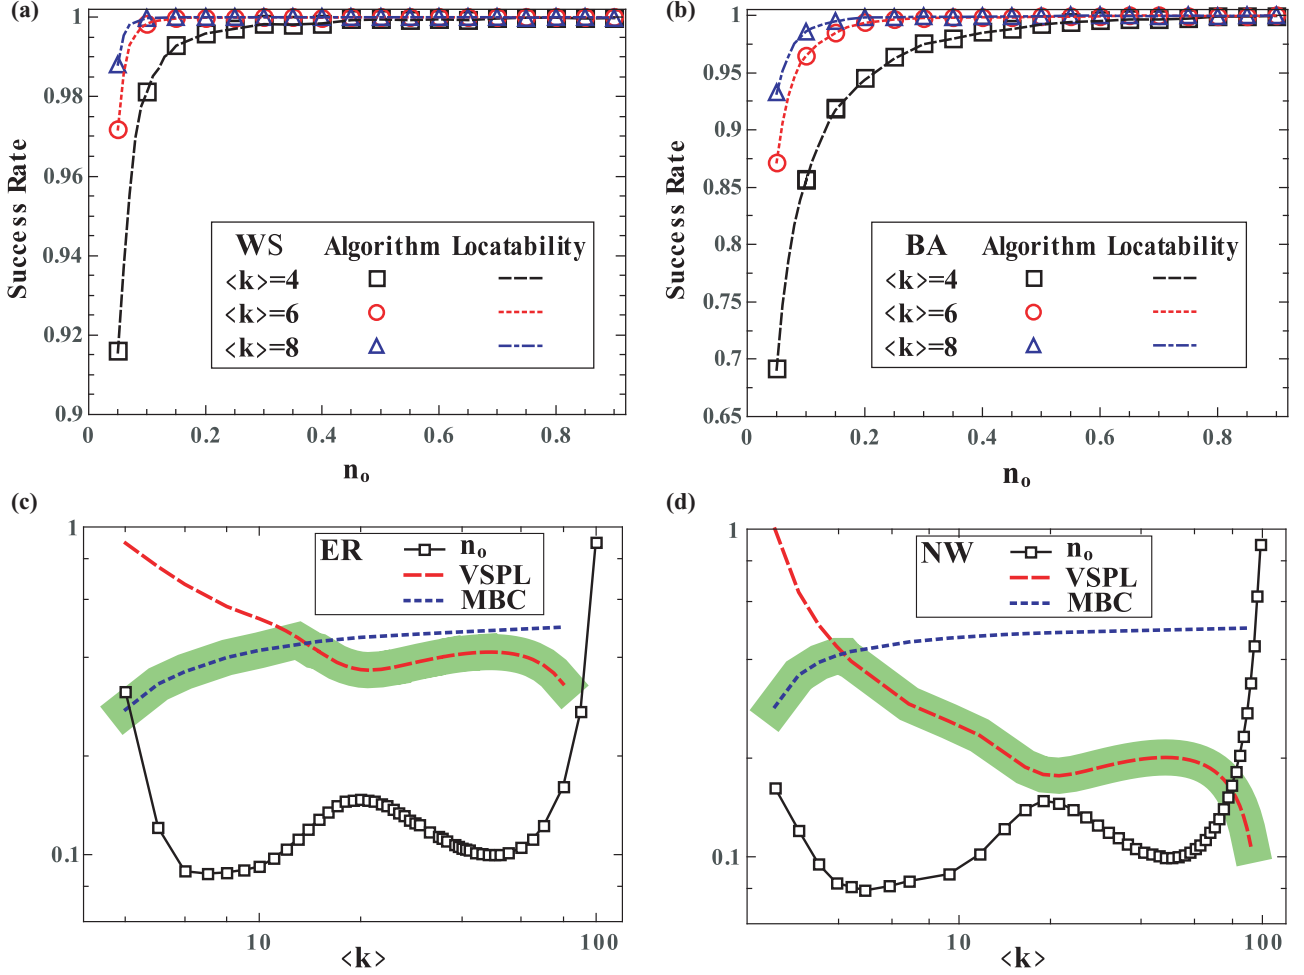 (a)
1
0.98
0.96
0.94
0.92
0.9
Success Rate
WS Algorithm Locatability
<k>=4
<k>=6
<k>=8
0 0.2 0.4 0.6 0.8
n₀
(b)
1
0.95
0.9
0.85
0.8
0.75
0.7
0.65
Success Rate
BA Algorithm Locatability
<k>=4
<k>=6
<k>=8
0 0.2 0.4 0.6 0.8
n₀
(c)
1
0.1
ER n₀
VSPL
MBC
10 100
<k>
(d)
1
0.1
NW n₀
VSPL
MBC
10 100
<k>